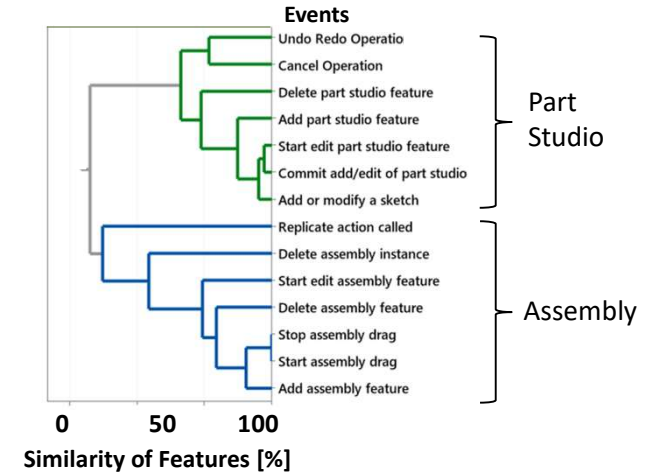 Events
Undo Redo Operatio
Cancel Operation
Delete part studio feature
Add part studio feature
Start edit part studio feature
Commit add/edit of part studio
Add or modify a sketch
Part
Studio
Replicate action called
Delete assembly instance
Start edit assembly feature
Delete assembly feature
Stop assembly drag
Start assembly drag
Add assembly feature
Assembly
0 50 100
Similarity of Features [%]